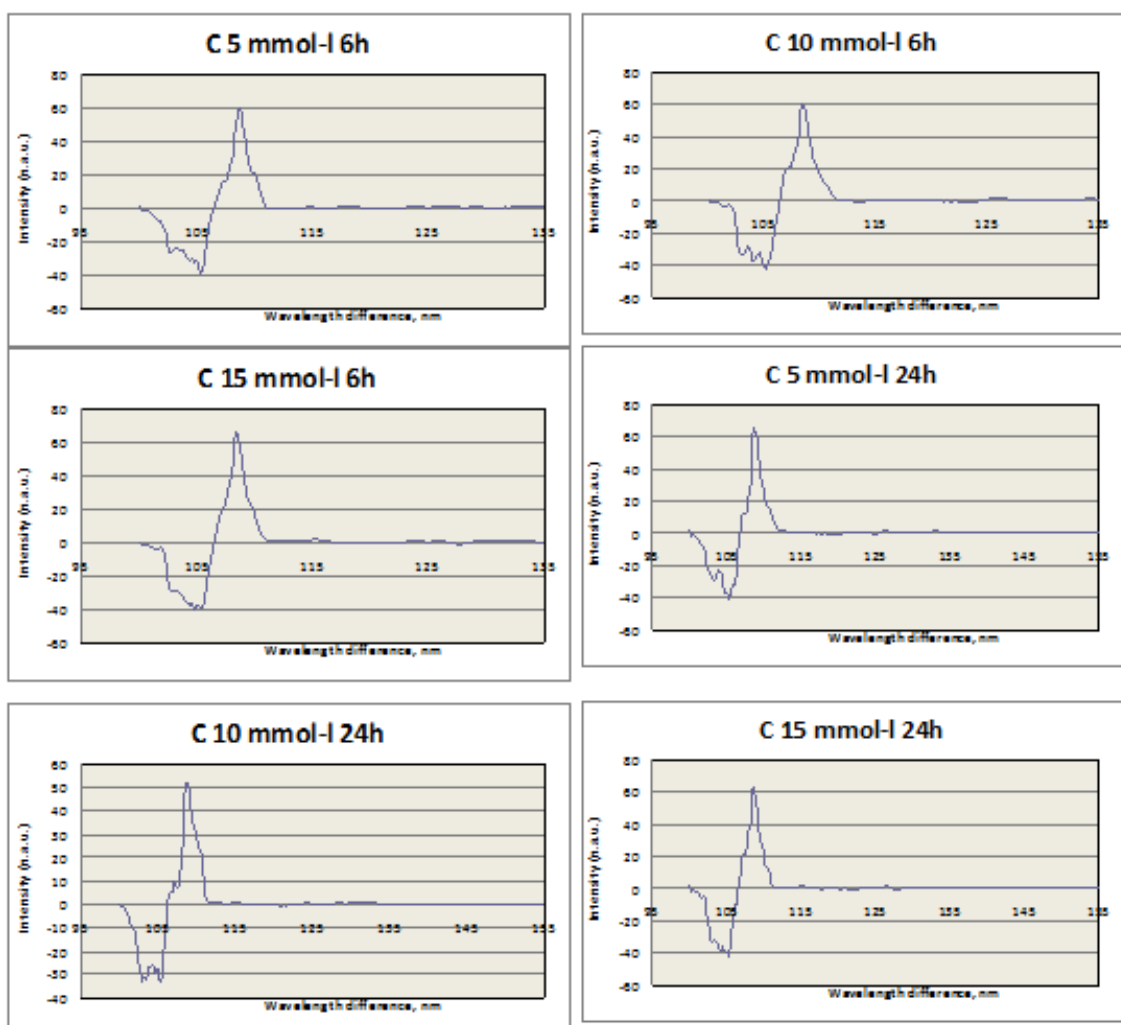 C 5 mmol-l 6h
Intensity (n.a.u.)
80
60
40
20
0
-20
-40
-60
95 105 115 125 135
Wavelength difference, nm
C 10 mmol-l 6h
Intensity (n.a.u.)
80
60
40
20
0
-20
-40
-60
95 105 115 125 135
Wavelength difference, nm
C 15 mmol-l 6h
Intensity (n.a.u.)
80
60
40
20
0
-20
-40
-60
95 105 115 125 135
Wavelength difference, nm
C 5 mmol-l 24h
Intensity (n.a.u.)
80
60
40
20
0
-20
-40
-60
95 105 115 125 135 145 155
Wavelength difference, nm
C 10 mmol-l 24h
Intensity (n.a.u.)
60
50
40
30
20
10
0
-10
-20
-30
-40
95 105 115 125 135 145 155
Wavelength difference, nm
C 15 mmol-l 24h
Intensity (n.a.u.)
80
60
40
20
0
-20
-40
-60
95 105 115 125 135 145 155
Wavelength difference, nm